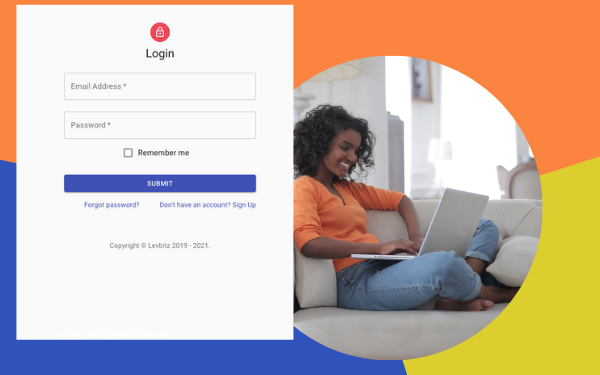 Login
Email Address *
Password *
Remember me
SUBMIT
Forgot password? Don't have an account? Sign Up
Copyright © Levbitz 2019 - 2021.